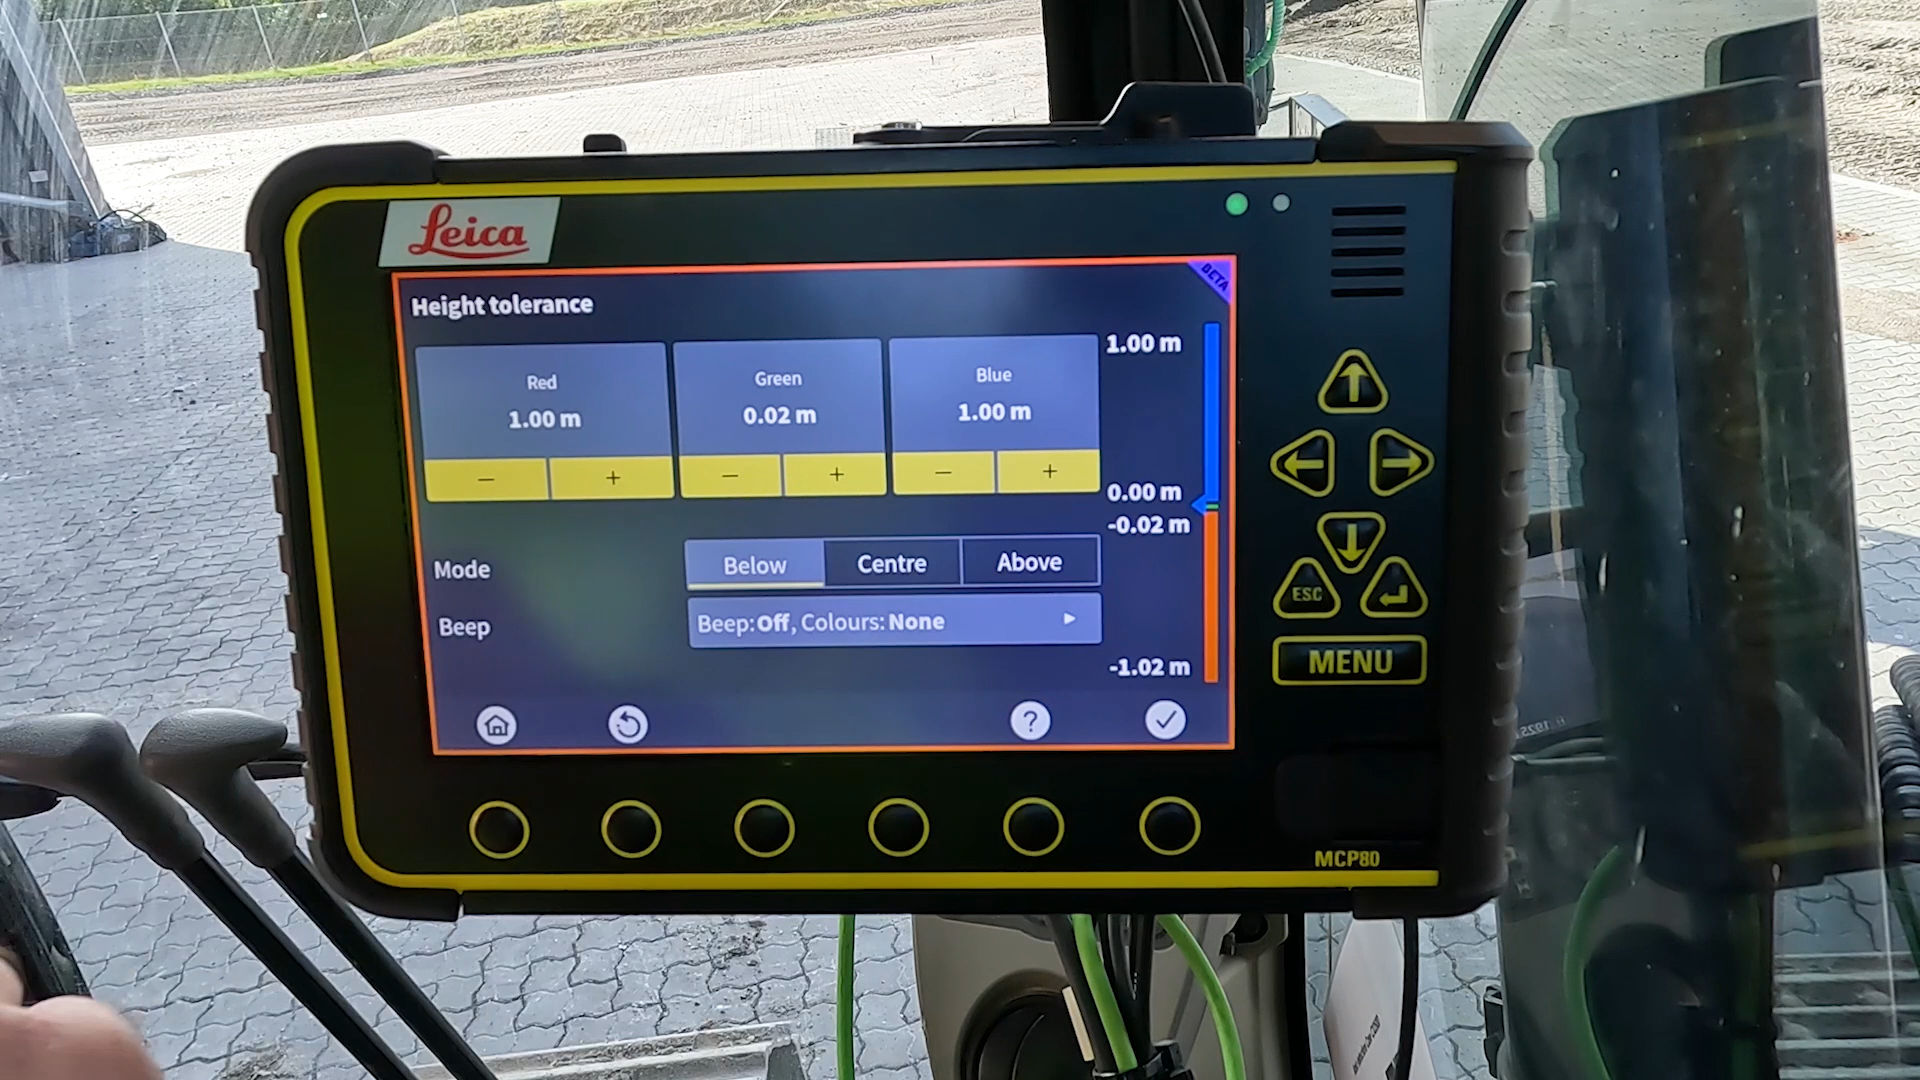 Leica
BETA
Height tolerance
Red
1.00 m
Green
0.02 m
Blue
1.00 m
− + − + − +
1.00 m
0.00 m
-0.02 m
-1.02 m
Mode
Below Centre Above
Beep
Beep: Off, Colours: None
?
ESC
MENU
MCP80